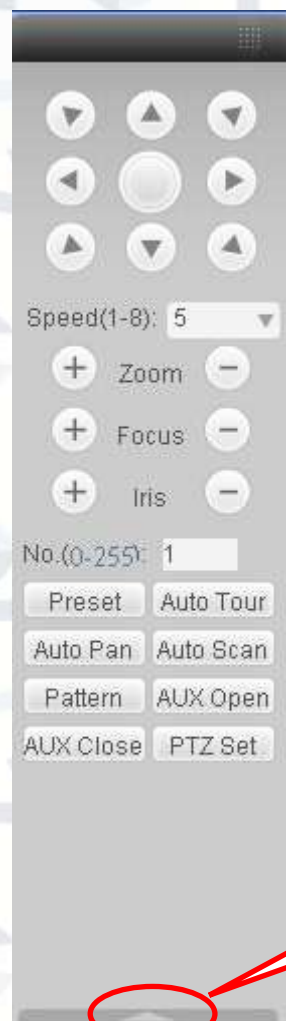 Speed(1-8): 5
+ Zoom −
+ Focus −
+ Iris −
No.(0-255): 1
Preset Auto Tour
Auto Pan Auto Scan
Pattern AUX Open
AUX Close PTZ Set